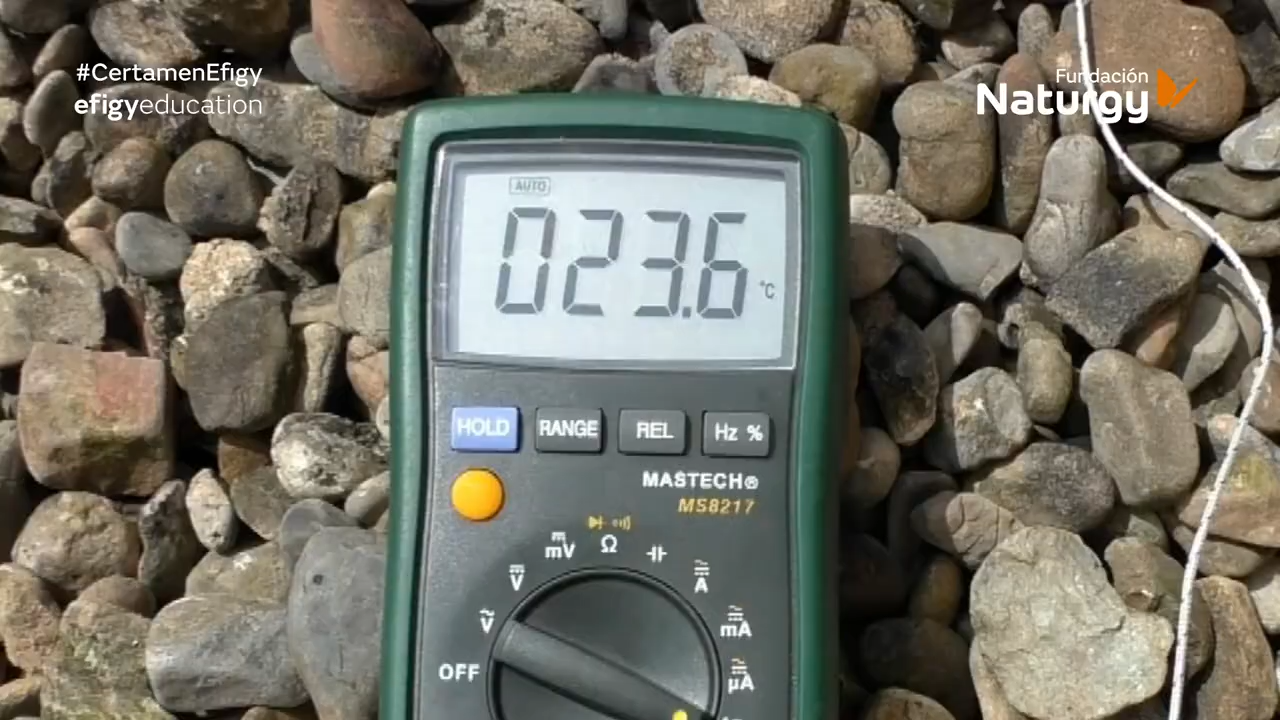 #CertamenEfigy
efigyeducation
Fundación
Naturgy
AUTO
023.6 °C
HOLD RANGE REL Hz %
MASTECH®
MS8217
mV Ω
V A
V mA
OFF µA